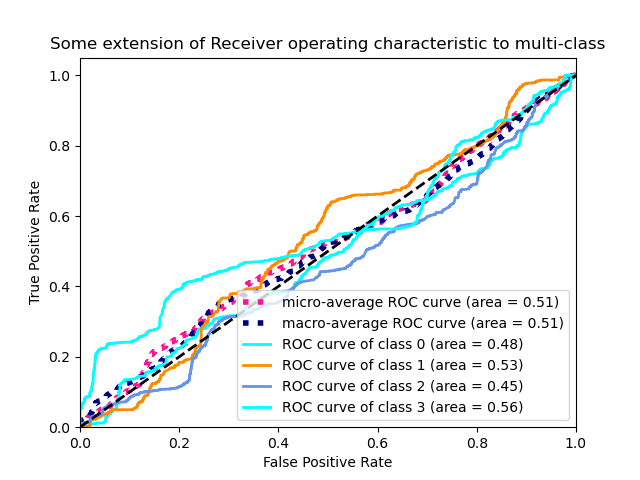 Some extension of Receiver operating characteristic to multi-class
1.0
0.8
0.6
0.4
0.2
0.0
True Positive Rate
micro-average ROC curve (area = 0.51)
macro-average ROC curve (area = 0.51)
ROC curve of class 0 (area = 0.48)
ROC curve of class 1 (area = 0.53)
ROC curve of class 2 (area = 0.45)
ROC curve of class 3 (area = 0.56)
0.0 0.2 0.4 0.6 0.8 1.0
False Positive Rate